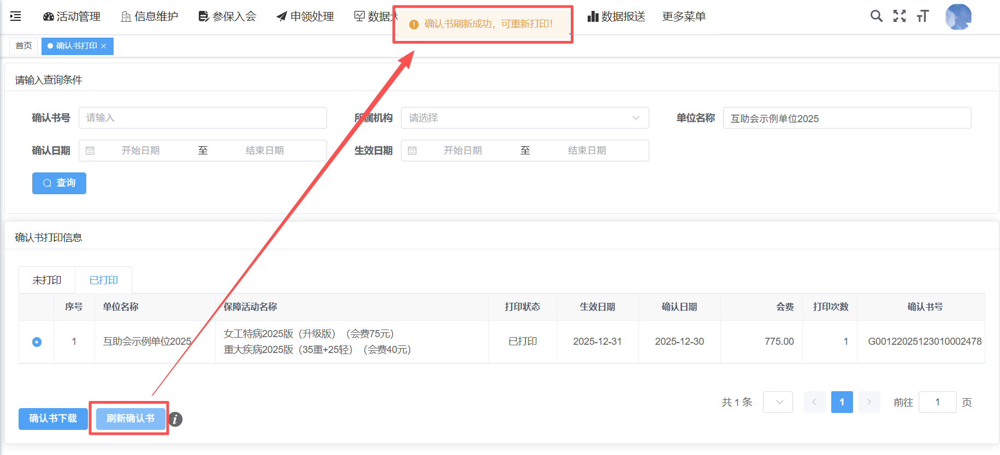 活动管理 信息维护 参保入会 申领处理 数据大 数据报送 更多菜单
确认书刷新成功，可重新打印！
首页 确认书打印
请输入查询条件
确认书号 请输入 所属机构 请选择 单位名称 互助会示例单位2025
确认日期 开始日期 至 结束日期 生效日期 开始日期 至 结束日期
查询
确认书打印信息
未打印 已打印
序号 单位名称 保障活动名称 打印状态 生效日期 确认日期 会费 打印次数 确认书号
女工特病2025版（升级版）（会费75元）
1 互助会示例单位2025 已打印 2025-12-31 2025-12-30 775.00 1 G00122025123010002478
重大疾病2025版（35重+25轻）（会费40元）
共 1 条 1 前往 1 页
确认书下载 刷新确认书